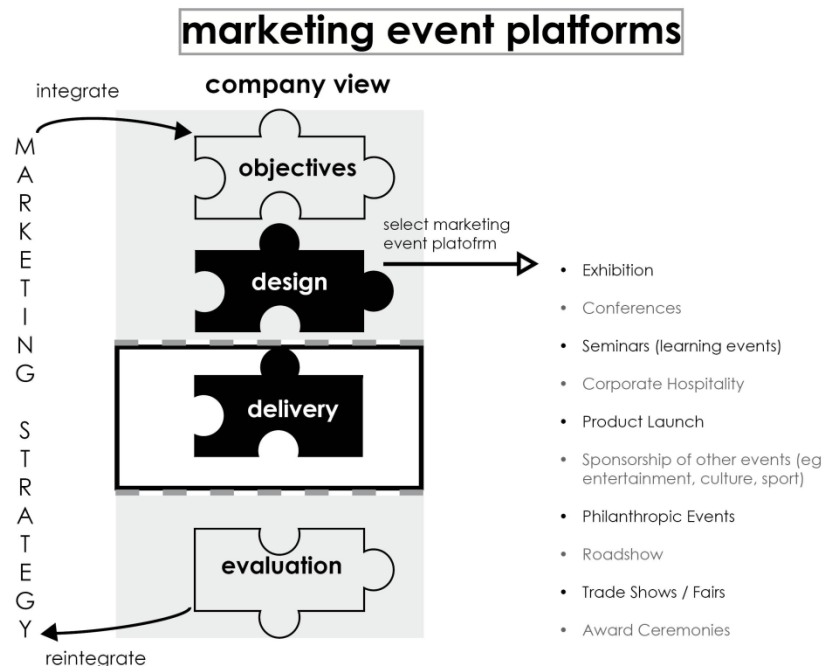 marketing event platforms
company view
integrate
MARKETING STRATEGY
objectives
select marketing
event platofrm
design
delivery
evaluation
reintegrate
• Exhibition
• Conferences
• Seminars (learning events)
• Corporate Hospitality
• Product Launch
• Sponsorship of other events (eg
entertainment, culture, sport)
• Philanthropic Events
• Roadshow
• Trade Shows / Fairs
• Award Ceremonies